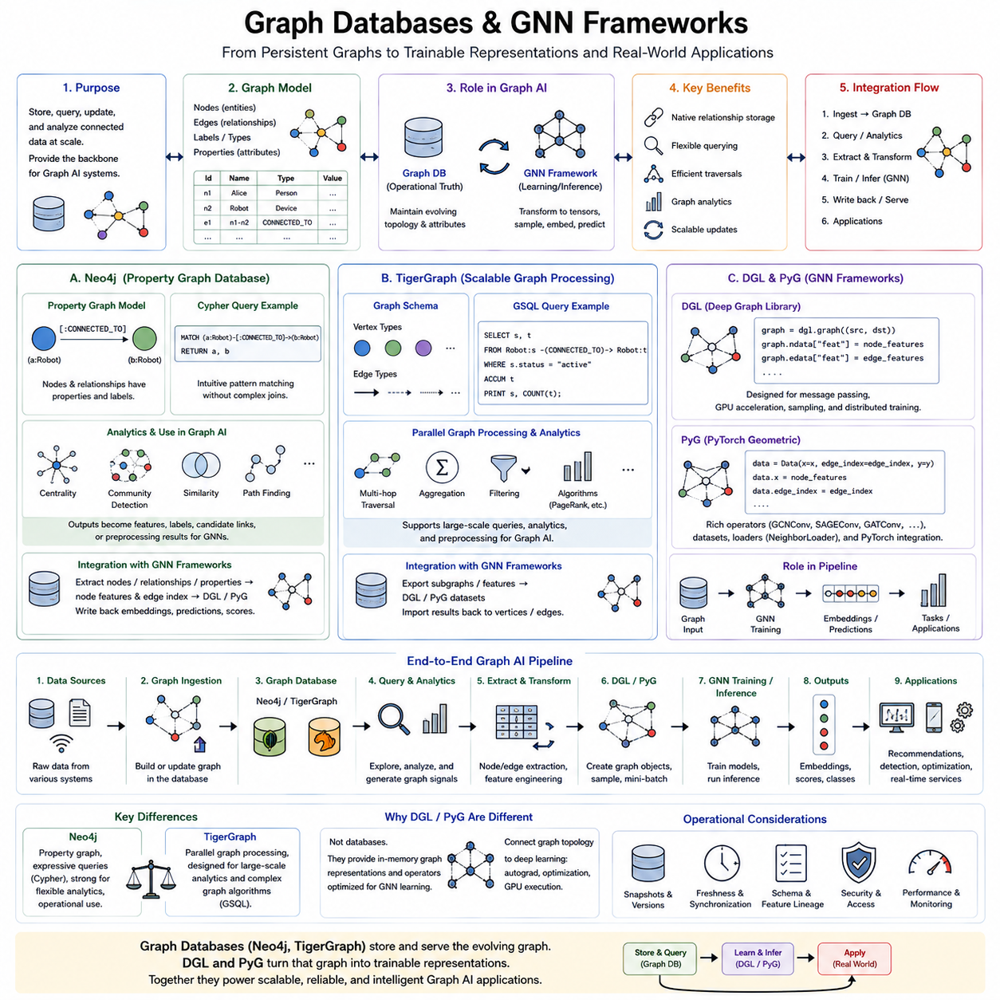 Graph Databases & GNN Frameworks
From Persistent Graphs to Trainable Representations and Real-World Applications
1. Purpose
Store, query, update,
and analyze connected
data at scale.
Provide the backbone
for Graph AI systems.
2. Graph Model
Nodes (entities)
Edges (relationships)
Labels / Types
Properties (attributes)
Id Name Type Value
n1 Alice Person ...
n2 Robot Device ...
e1 n1-n2 CONNECTED_TO ...
... ... ... ...
3. Role in Graph AI
Graph DB
(Operational Truth)
Maintain evolving
topology & attributes
GNN Framework
(Learning/Inference)
Transform to tensors,
sample, embed, predict
4. Key Benefits
Native relationship storage
Flexible querying
Efficient traversals
Graph analytics
Scalable updates
5. Integration Flow
1. Ingest → Graph DB
2. Query / Analytics
3. Extract & Transform
4. Train / Infer (GNN)
5. Write back / Serve
6. Applications
A. Neo4j (Property Graph Database)
Property Graph Model
[:CONNECTED_TO]
(a:Robot) (b:Robot)
Nodes & relationships have
properties and labels.
Cypher Query Example
MATCH (a:Robot)-[:CONNECTED_TO]->(b:Robot)
RETURN a, b
Intuitive pattern matching
without complex joins.
Analytics & Use in Graph AI
Centrality
Community
Detection
Similarity
Path Finding
...
Outputs become features, labels, candidate links,
or preprocessing results for GNNs.
Integration with GNN Frameworks
Extract nodes / relationships / properties →
node features & edge index → DGL / PyG
Write back embeddings, predictions, scores.
B. TigerGraph (Scalable Graph Processing)
Graph Schema
Vertex Types
...
Edge Types
...
GSQL Query Example
SELECT s, t
FROM Robot:s -(CONNECTED_TO)-> Robot:t
WHERE s.status = "active"
ACCUM t
PRINT s, COUNT(t);
Parallel Graph Processing & Analytics
Σ
Multi-hop
Traversal
Aggregation
Filtering
Algorithms
(PageRank, etc.)
...
Supports large-scale queries, analytics,
and preprocessing for Graph AI.
Integration with GNN Frameworks
Export subgraphs / features →
DGL / PyG datasets
Import results back to vertices / edges.
C. DGL & PyG (GNN Frameworks)
DGL (Deep Graph Library)
graph = dgl.graph((src, dst))
graph.ndata["feat"] = node_features
graph.edata["feat"] = edge_features
....
Designed for message passing,
GPU acceleration, sampling, and distributed training.
PyG (PyTorch Geometric)
data = Data(x=x, edge_index=edge_index, y=y)
data.x = node_features
data.edge_index = edge_index
....
Rich operators (GCNConv, SAGEConv, GATConv, ...),
datasets, loaders (NeighborLoader), and PyTorch integration.
Role in Pipeline
Graph
Input
GNN
Training
Embeddings /
Predictions
Tasks /
Applications
End-to-End Graph AI Pipeline
1. Data Sources
Raw data from
various systems
2. Graph Ingestion
Build or update graph
in the database
3. Graph Database
Neo4j / TigerGraph
4. Query & Analytics
Explore, analyze, and
generate graph signals
5. Extract & Transform
Node/edge extraction,
feature engineering
6. DGL / PyG
Create graph objects,
sample, mini-batch
7. GNN Training /
Inference
Train models,
run inference
8. Outputs
Embeddings,
scores, classes
9. Applications
Recommendations,
detection, optimization,
real-time services
Key Differences
Neo4j
Property graph,
expressive queries
(Cypher), strong for
flexible analytics,
operational use.
TigerGraph
Parallel graph processing,
designed for large-scale
analytics and complex
graph algorithms
(GSQL).
Why DGL / PyG Are Different
Not databases.
They provide in-memory graph
representations and operators
optimized for GNN learning.
Connect graph topology
to deep learning:
autograd, optimization,
GPU execution.
Operational Considerations
Snapshots &
Versions
Freshness &
Synchronization
Schema &
Feature Lineage
Security &
Access
Performance &
Monitoring
Graph Databases (Neo4j, TigerGraph) store and serve the evolving graph.
DGL and PyG turn that graph into trainable representations.
Together they power scalable, reliable, and intelligent Graph AI applications.
Store & Query
(Graph DB)
Learn & Infer
(DGL / PyG)
Apply
(Real World)